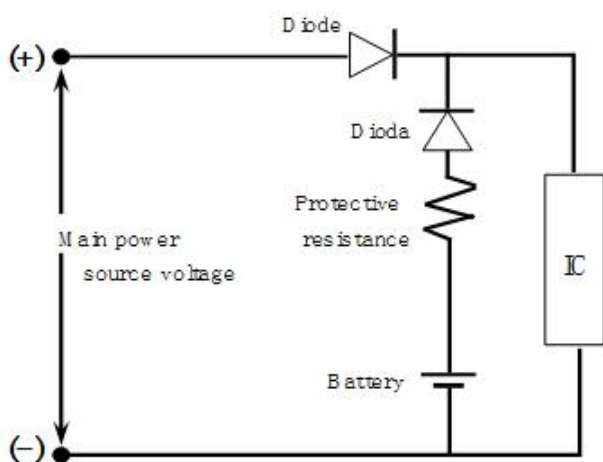 Diode
(+)
Dioda
Protective
resistance
Main power
source voltage
IC
Battery
(−)